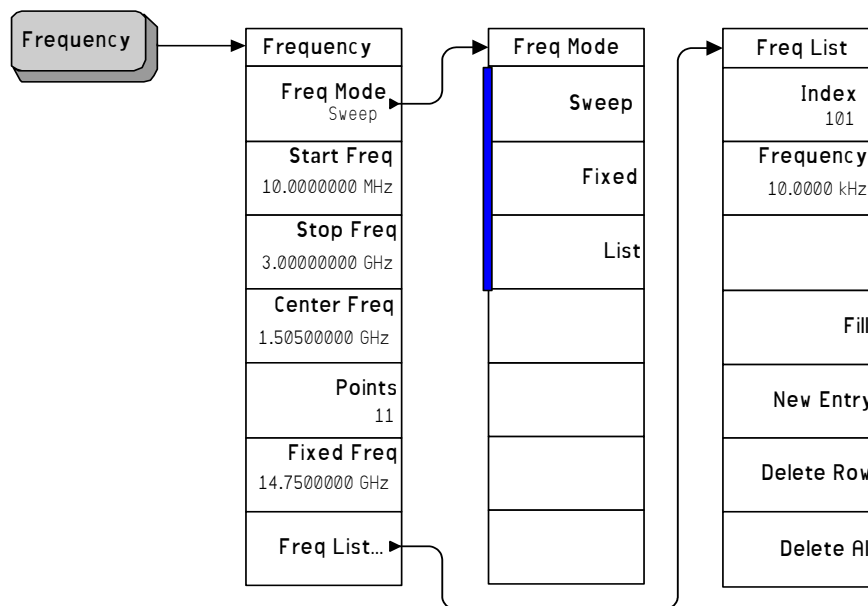 Frequency
Frequency
Freq Mode
Sweep
Start Freq
10.0000000 MHz
Stop Freq
3.00000000 GHz
Center Freq
1.50500000 GHz
Points
11
Fixed Freq
14.7500000 GHz
Freq List...
Freq Mode
Sweep
Fixed
List
Freq List
Index
101
Frequency
10.0000 kHz
Fill
New Entry
Delete Row
Delete Al